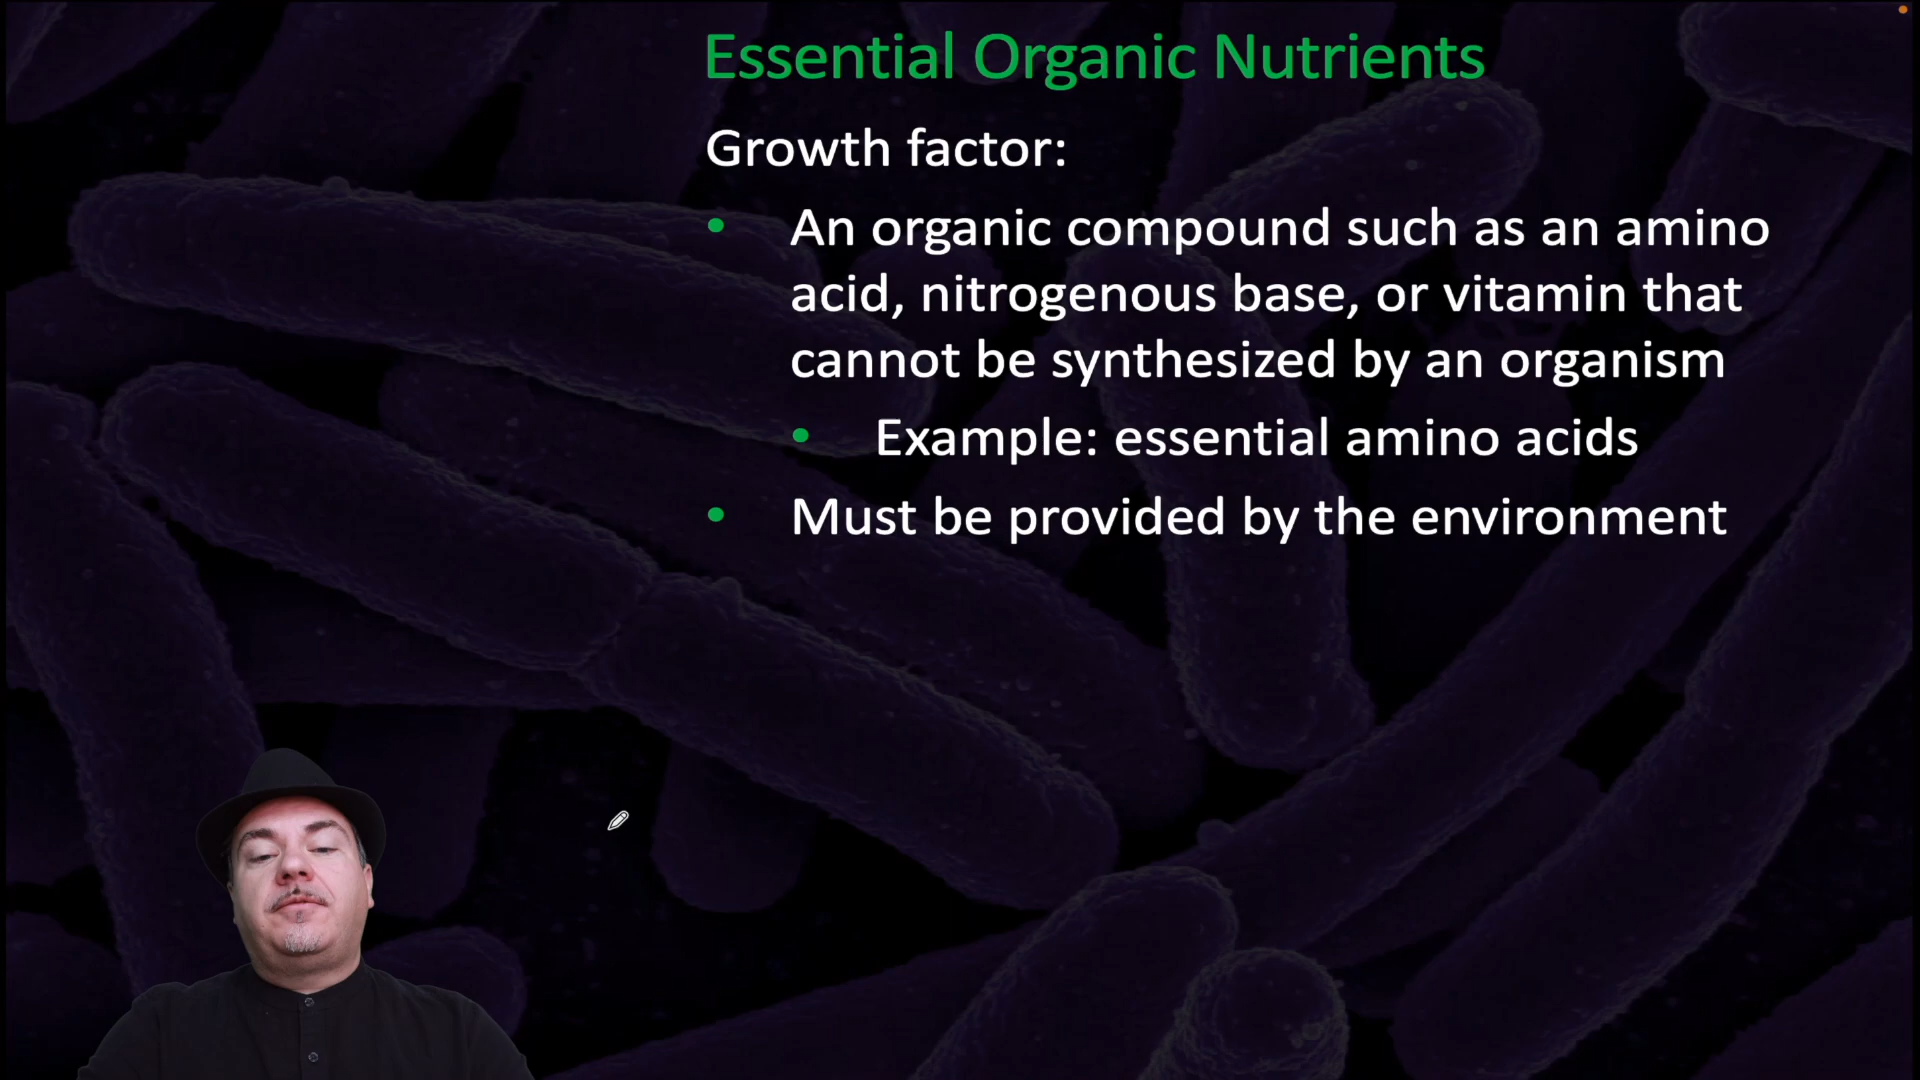 Essential Organic Nutrients
Growth factor:
• An organic compound such as an amino
acid, nitrogenous base, or vitamin that
cannot be synthesized by an organism
• Example: essential amino acids
• Must be provided by the environment